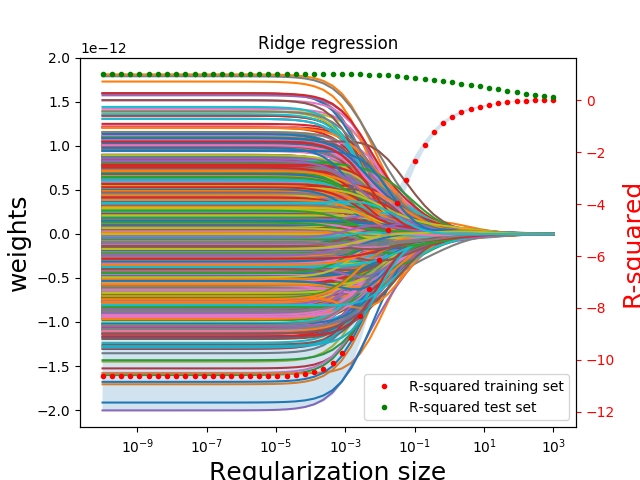 Ridge regression
1e−12
2.0
1.5
1.0
0.5
0.0
−0.5
−1.0
−1.5
−2.0
weights
0
−2
−4
−6
−8
−10
−12
R-squared
R-squared training set
R-squared test set
10⁻⁹ 10⁻⁷ 10⁻⁵ 10⁻³ 10⁻¹ 10¹ 10³
Regularization size